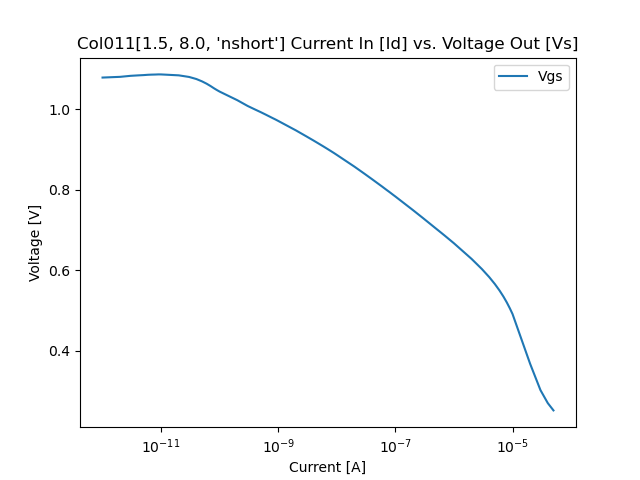 Col011[1.5, 8.0, 'nshort'] Current In [Id] vs. Voltage Out [Vs]
Vgs
1.0
0.8
0.6
0.4
Voltage [V]
10⁻¹¹ 10⁻⁹ 10⁻⁷ 10⁻⁵
Current [A]